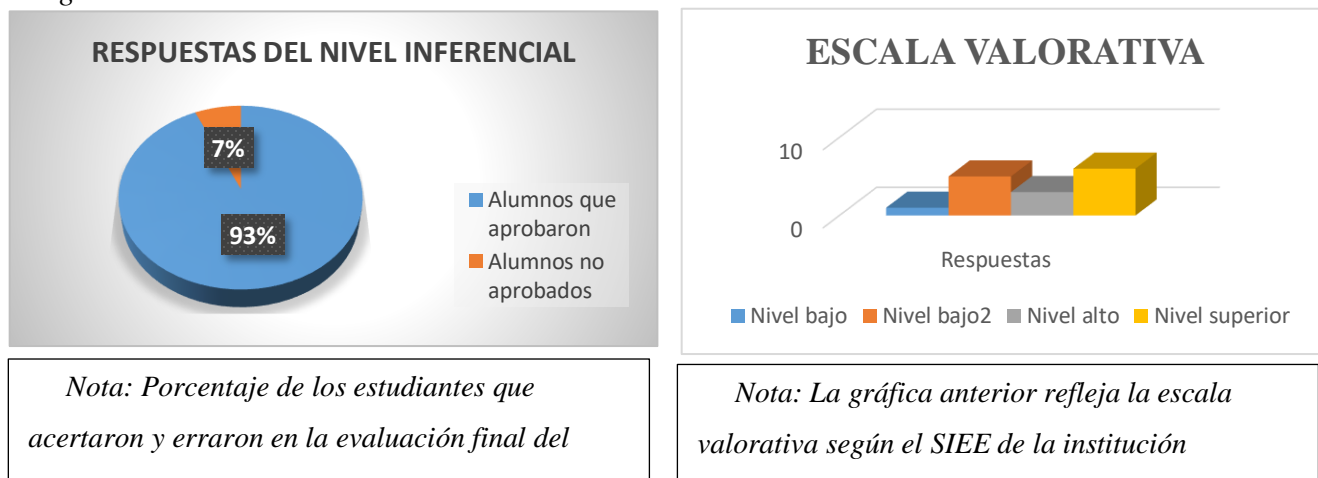 RESPUESTAS DEL NIVEL INFERENCIAL
7%
93%
Alumnos que
aprobaron
Alumnos no
aprobados
ESCALA VALORATIVA
10
0
Respuestas
Nivel bajo Nivel bajo2 Nivel alto Nivel superior
Nota: Porcentaje de los estudiantes que
acertaron y erraron en la evaluación final del
Nota: La gráfica anterior refleja la escala
valorativa según el SIEE de la institución